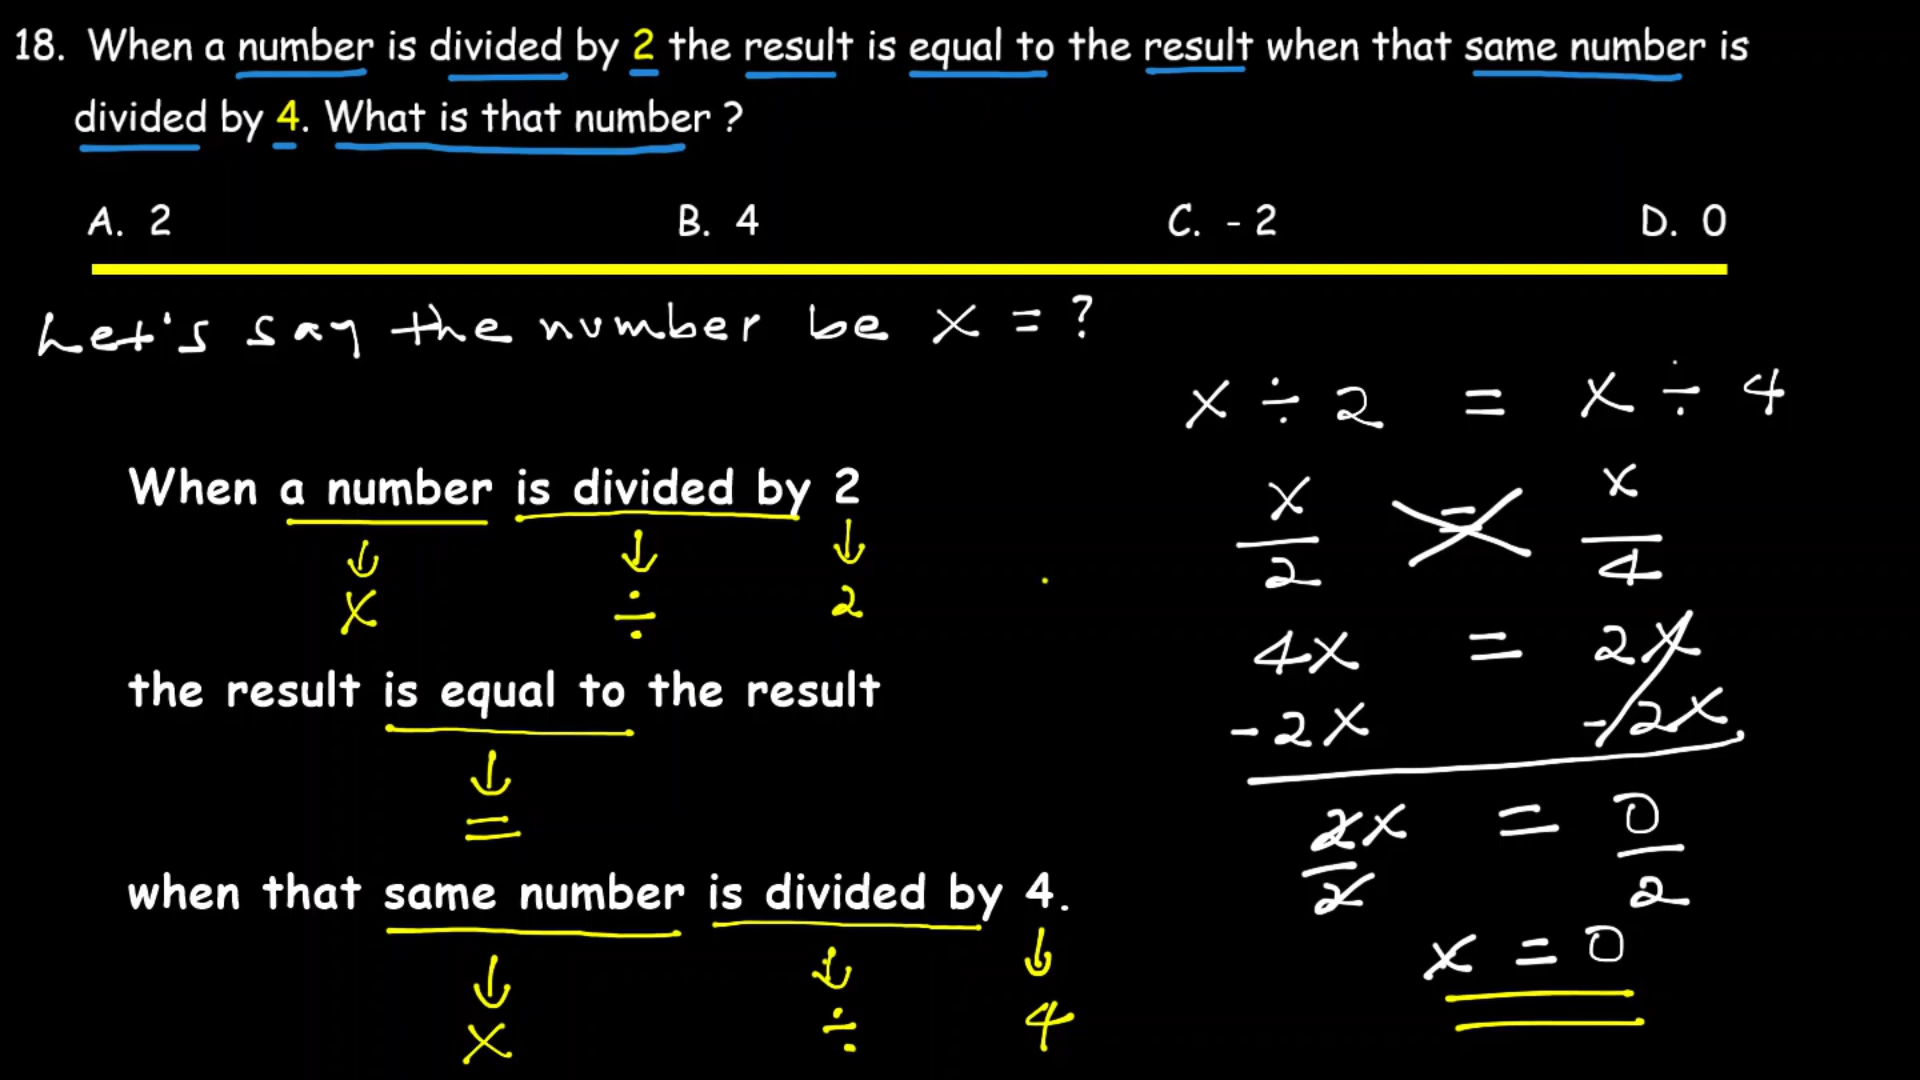 18. When a number is divided by 2 the result is equal to the result when that same number is
divided by 4. What is that number ?
A. 2 B. 4 C. - 2 D. 0
Let's say the number be x = ?
When a number is divided by 2
↓ ↓ ↓
x ÷ 2
the result is equal to the result
↓
=
when that same number is divided by 4.
↓ ↓ ↓
x ÷ 4
x ÷ 2 = x ÷ 4
x/2 = x/4
4x = 2x
-2x -2x
2x/2 = 0/2
x = 0